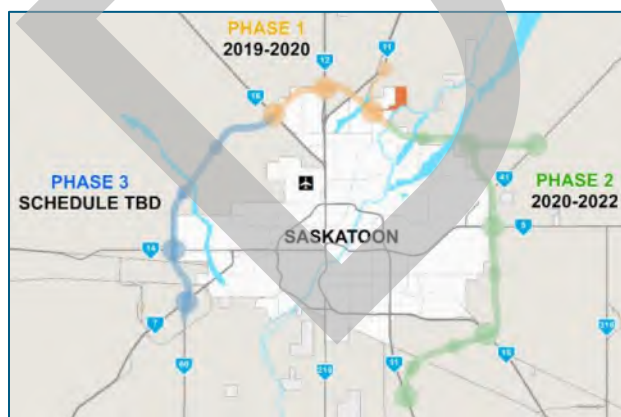 PHASE 1
2019-2020
11
12
16
PHASE 3
SCHEDULE TBD
41
PHASE 2
2020-2022
SASKATOON
5
14
7
60
219
11
16
316